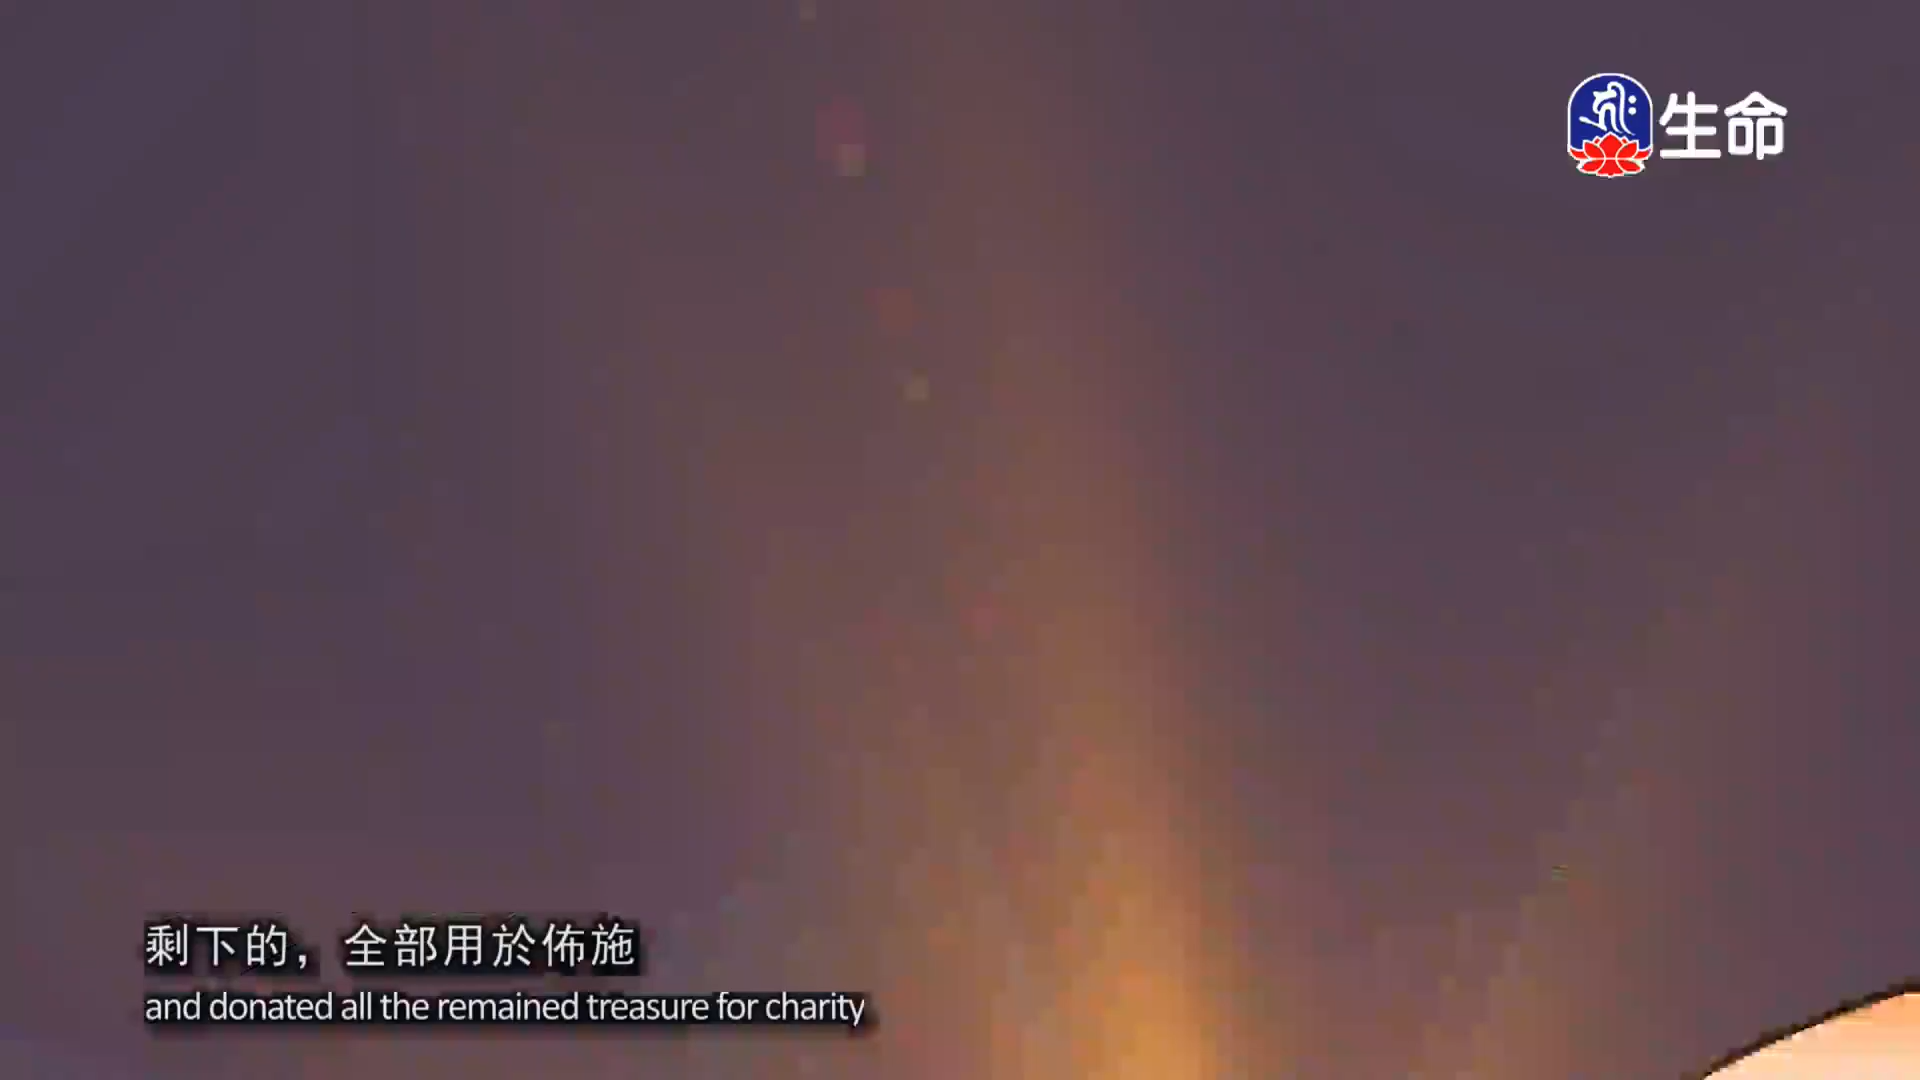 生命
剩下的，全部用於佈施
and donated all the remained treasure for charity